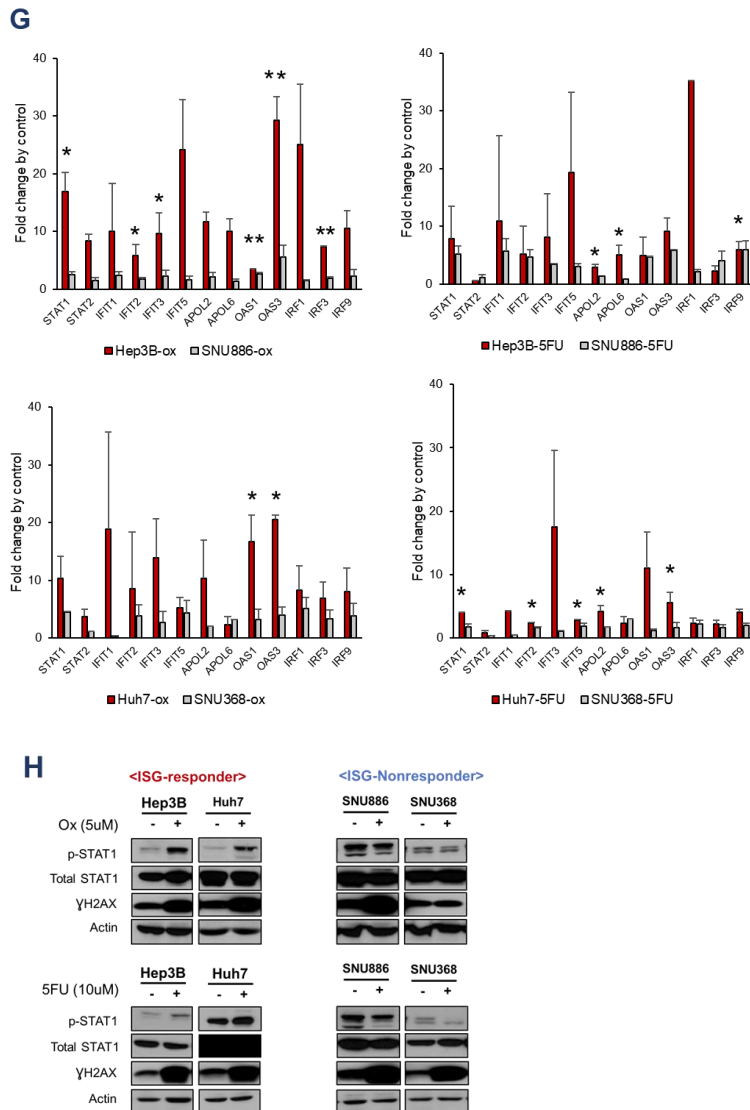 G
Fold change by control
40
30
20
10
0
*
*
*
**
**
**
STAT1 STAT2 IFIT1 IFIT2 IFIT3 IFIT5 APOL2 APOL6 OAS1 OAS3 IRF1 IRF3 IRF9
Hep3B-ox SNU886-ox
Fold change by control
40
30
20
10
0
*
*
*
STAT1 STAT2 IFIT1 IFIT2 IFIT3 IFIT5 APOL2 APOL6 OAS1 OAS3 IRF1 IRF3 IRF9
Hep3B-5FU SNU886-5FU
Fold change by control
40
30
20
10
0
* *
STAT1 STAT2 IFIT1 IFIT2 IFIT3 IFIT5 APOL2 APOL6 OAS1 OAS3 IRF1 IRF3 IRF9
Huh7-ox SNU368-ox
Fold change by control
40
30
20
10
0
* * * * *
STAT1 STAT2 IFIT1 IFIT2 IFIT3 IFIT5 APOL2 APOL6 OAS1 OAS3 IRF1 IRF3 IRF9
Huh7-5FU SNU368-5FU
H
<ISG-responder> <ISG-Nonresponder>
Hep3B Huh7 SNU886 SNU368
Ox (5uM) - + - + - + - +
p-STAT1
Total STAT1
ɣH2AX
Actin
Hep3B Huh7 SNU886 SNU368
5FU (10uM) - + - + - + - +
p-STAT1
Total STAT1
ɣH2AX
Actin